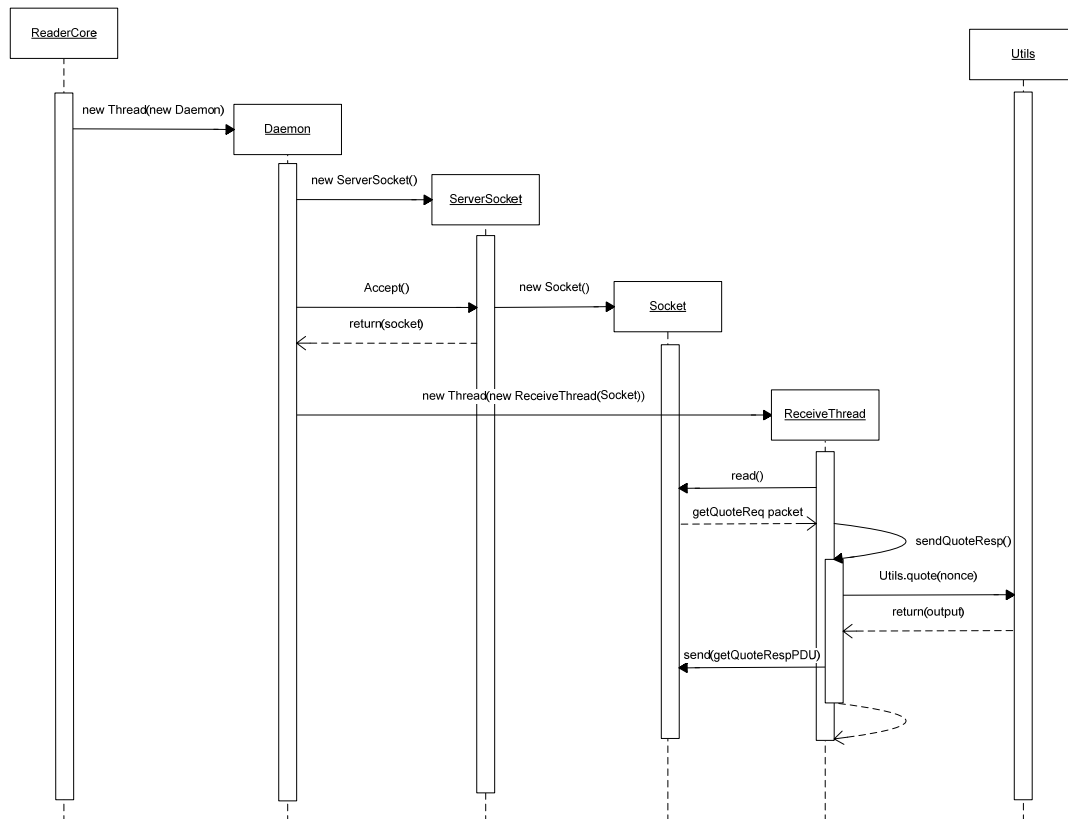 ReaderCore
Utils
new Thread(new Daemon)
Daemon
new ServerSocket()
ServerSocket
Accept()
new Socket()
Socket
return(socket)
new Thread(new ReceiveThread(Socket))
ReceiveThread
read()
getQuoteReq packet
sendQuoteResp()
Utils.quote(nonce)
return(output)
send(getQuoteRespPDU)